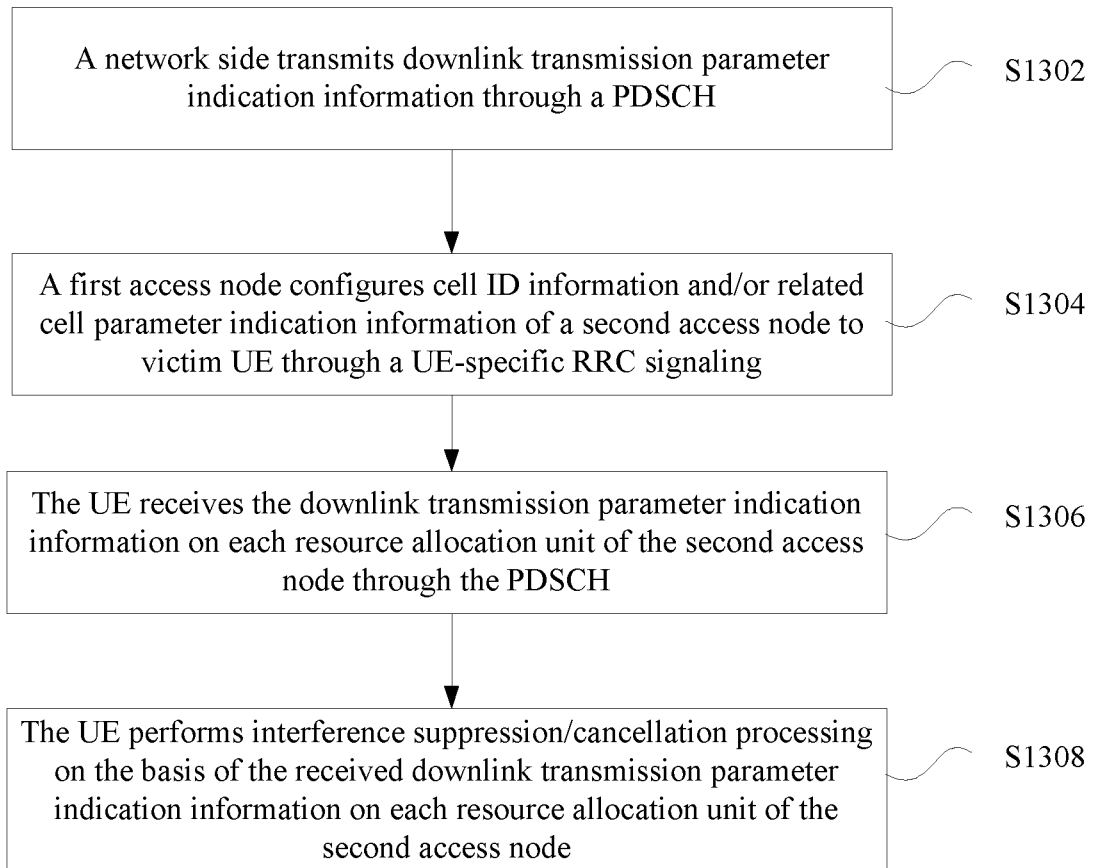 A network side transmits downlink transmission parameter
indication information through a PDSCH
S1302
A first access node configures cell ID information and/or related
cell parameter indication information of a second access node to
victim UE through a UE-specific RRC signaling
S1304
The UE receives the downlink transmission parameter indication
information on each resource allocation unit of the second access
node through the PDSCH
S1306
The UE performs interference suppression/cancellation processing
on the basis of the received downlink transmission parameter
indication information on each resource allocation unit of the
second access node
S1308